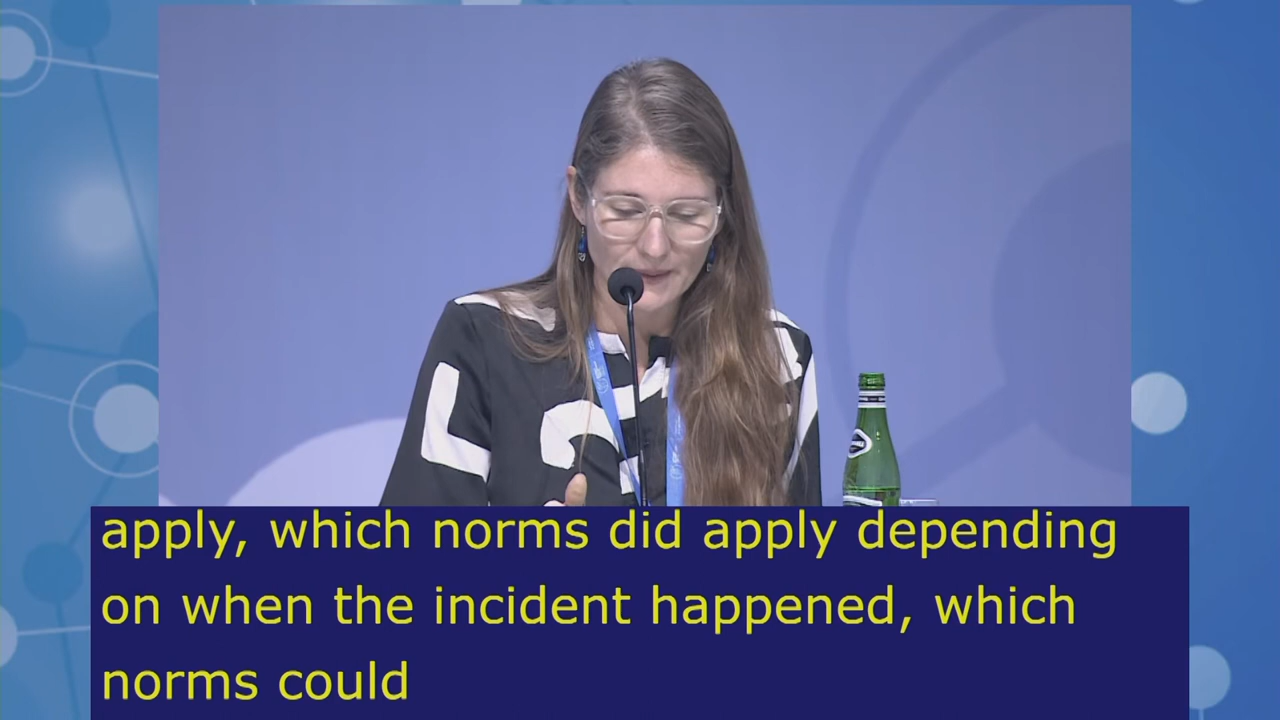 apply, which norms did apply depending
on when the incident happened, which
norms could